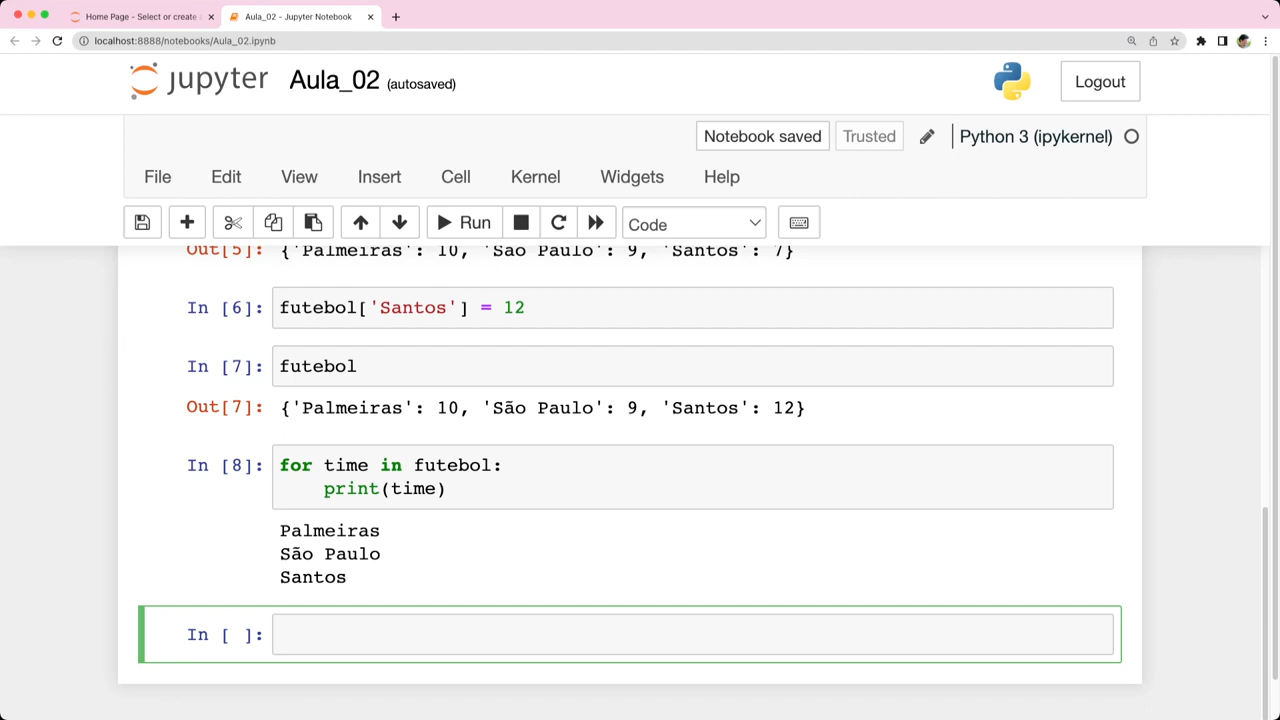 Home Page - Select or create a
Aula_02 - Jupyter Notebook
localhost:8888/notebooks/Aula_02.ipynb
jupyter Aula_02 (autosaved)
Logout
Notebook saved
Trusted
Python 3 (ipykernel)
File Edit View Insert Cell Kernel Widgets Help
Run
Code
Out[5]: {'Palmeiras': 10, 'São Paulo': 9, 'Santos': 7}
In [6]: futebol['Santos'] = 12
In [7]: futebol
Out[7]: {'Palmeiras': 10, 'São Paulo': 9, 'Santos': 12}
In [8]: for time in futebol:
    print(time)
Palmeiras
São Paulo
Santos
In [ ]: